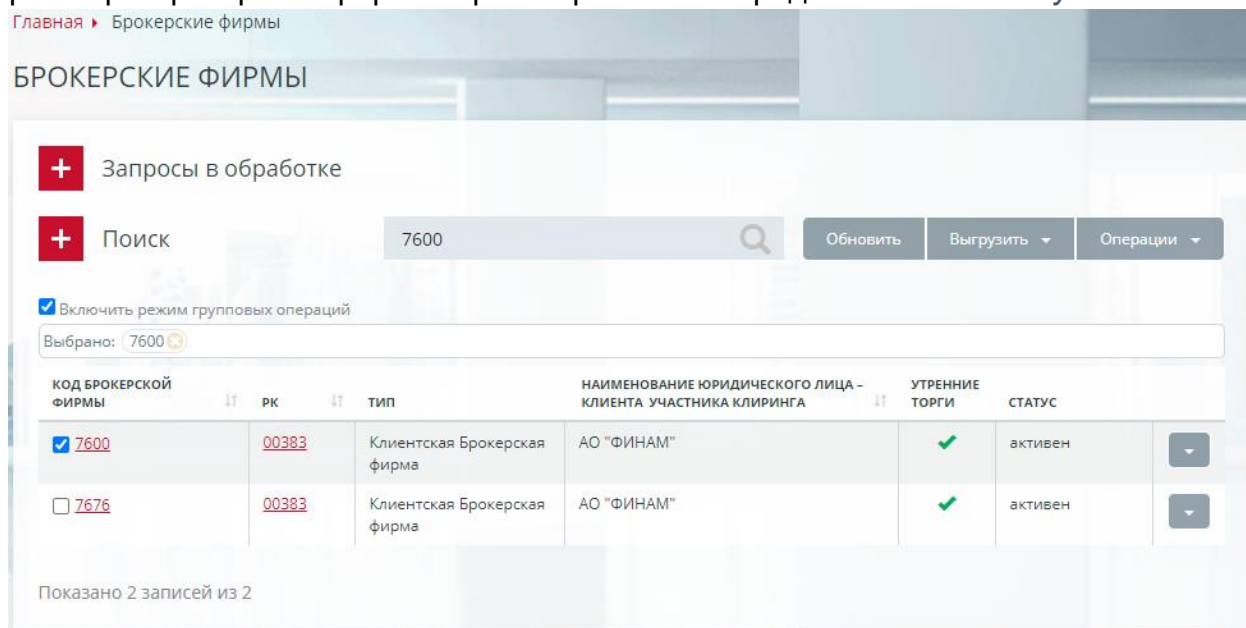 Главная Брокерские фирмы
БРОКЕРСКИЕ ФИРМЫ
Запросы в обработке
Поиск 7600 Обновить Выгрузить Операции
Включить режим групповых операций
Выбрано: 7600
КОД БРОКЕРСКОЙ ФИРМЫ РК ТИП НАИМЕНОВАНИЕ ЮРИДИЧЕСКОГО ЛИЦА – КЛИЕНТА УЧАСТНИКА КЛИРИНГА УТРЕННИЕ ТОРГИ СТАТУС
7600 00383 Клиентская Брокерская фирма АО "ФИНАМ" активен
7676 00383 Клиентская Брокерская фирма АО "ФИНАМ" активен
Показано 2 записей из 2